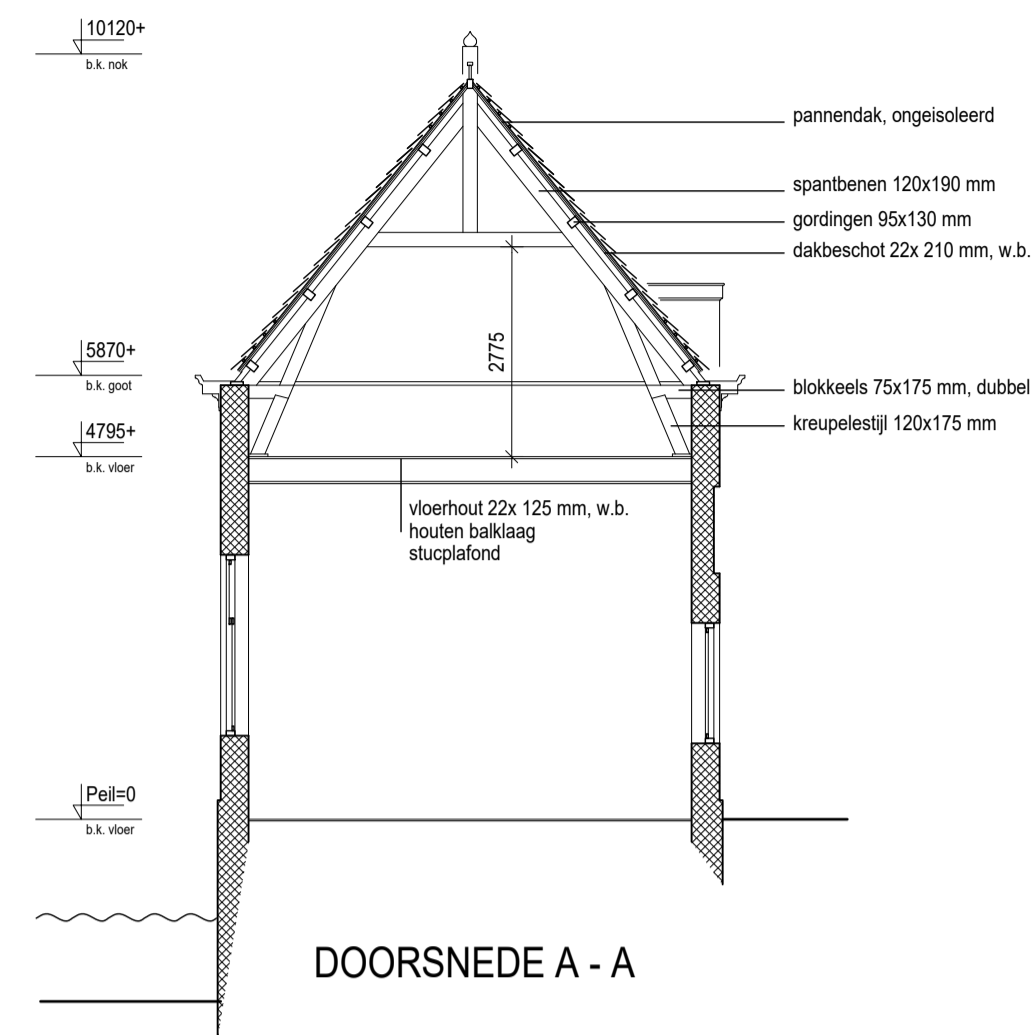 10120+
b.k. nok
pannendak, ongeisoleerd
spantbenen 120x190 mm
gordingen 95x130 mm
dakbeschot 22x 210 mm, w.b.
2775
5870+
b.k. goot
blokkeels 75x175 mm, dubbel
kreupelestijl 120x175 mm
4795+
b.k. vloer
vloerhout 22x 125 mm, w.b.
houten balklaag
stucplafond
Peil=0
b.k. vloer
DOORSNEDE A - A